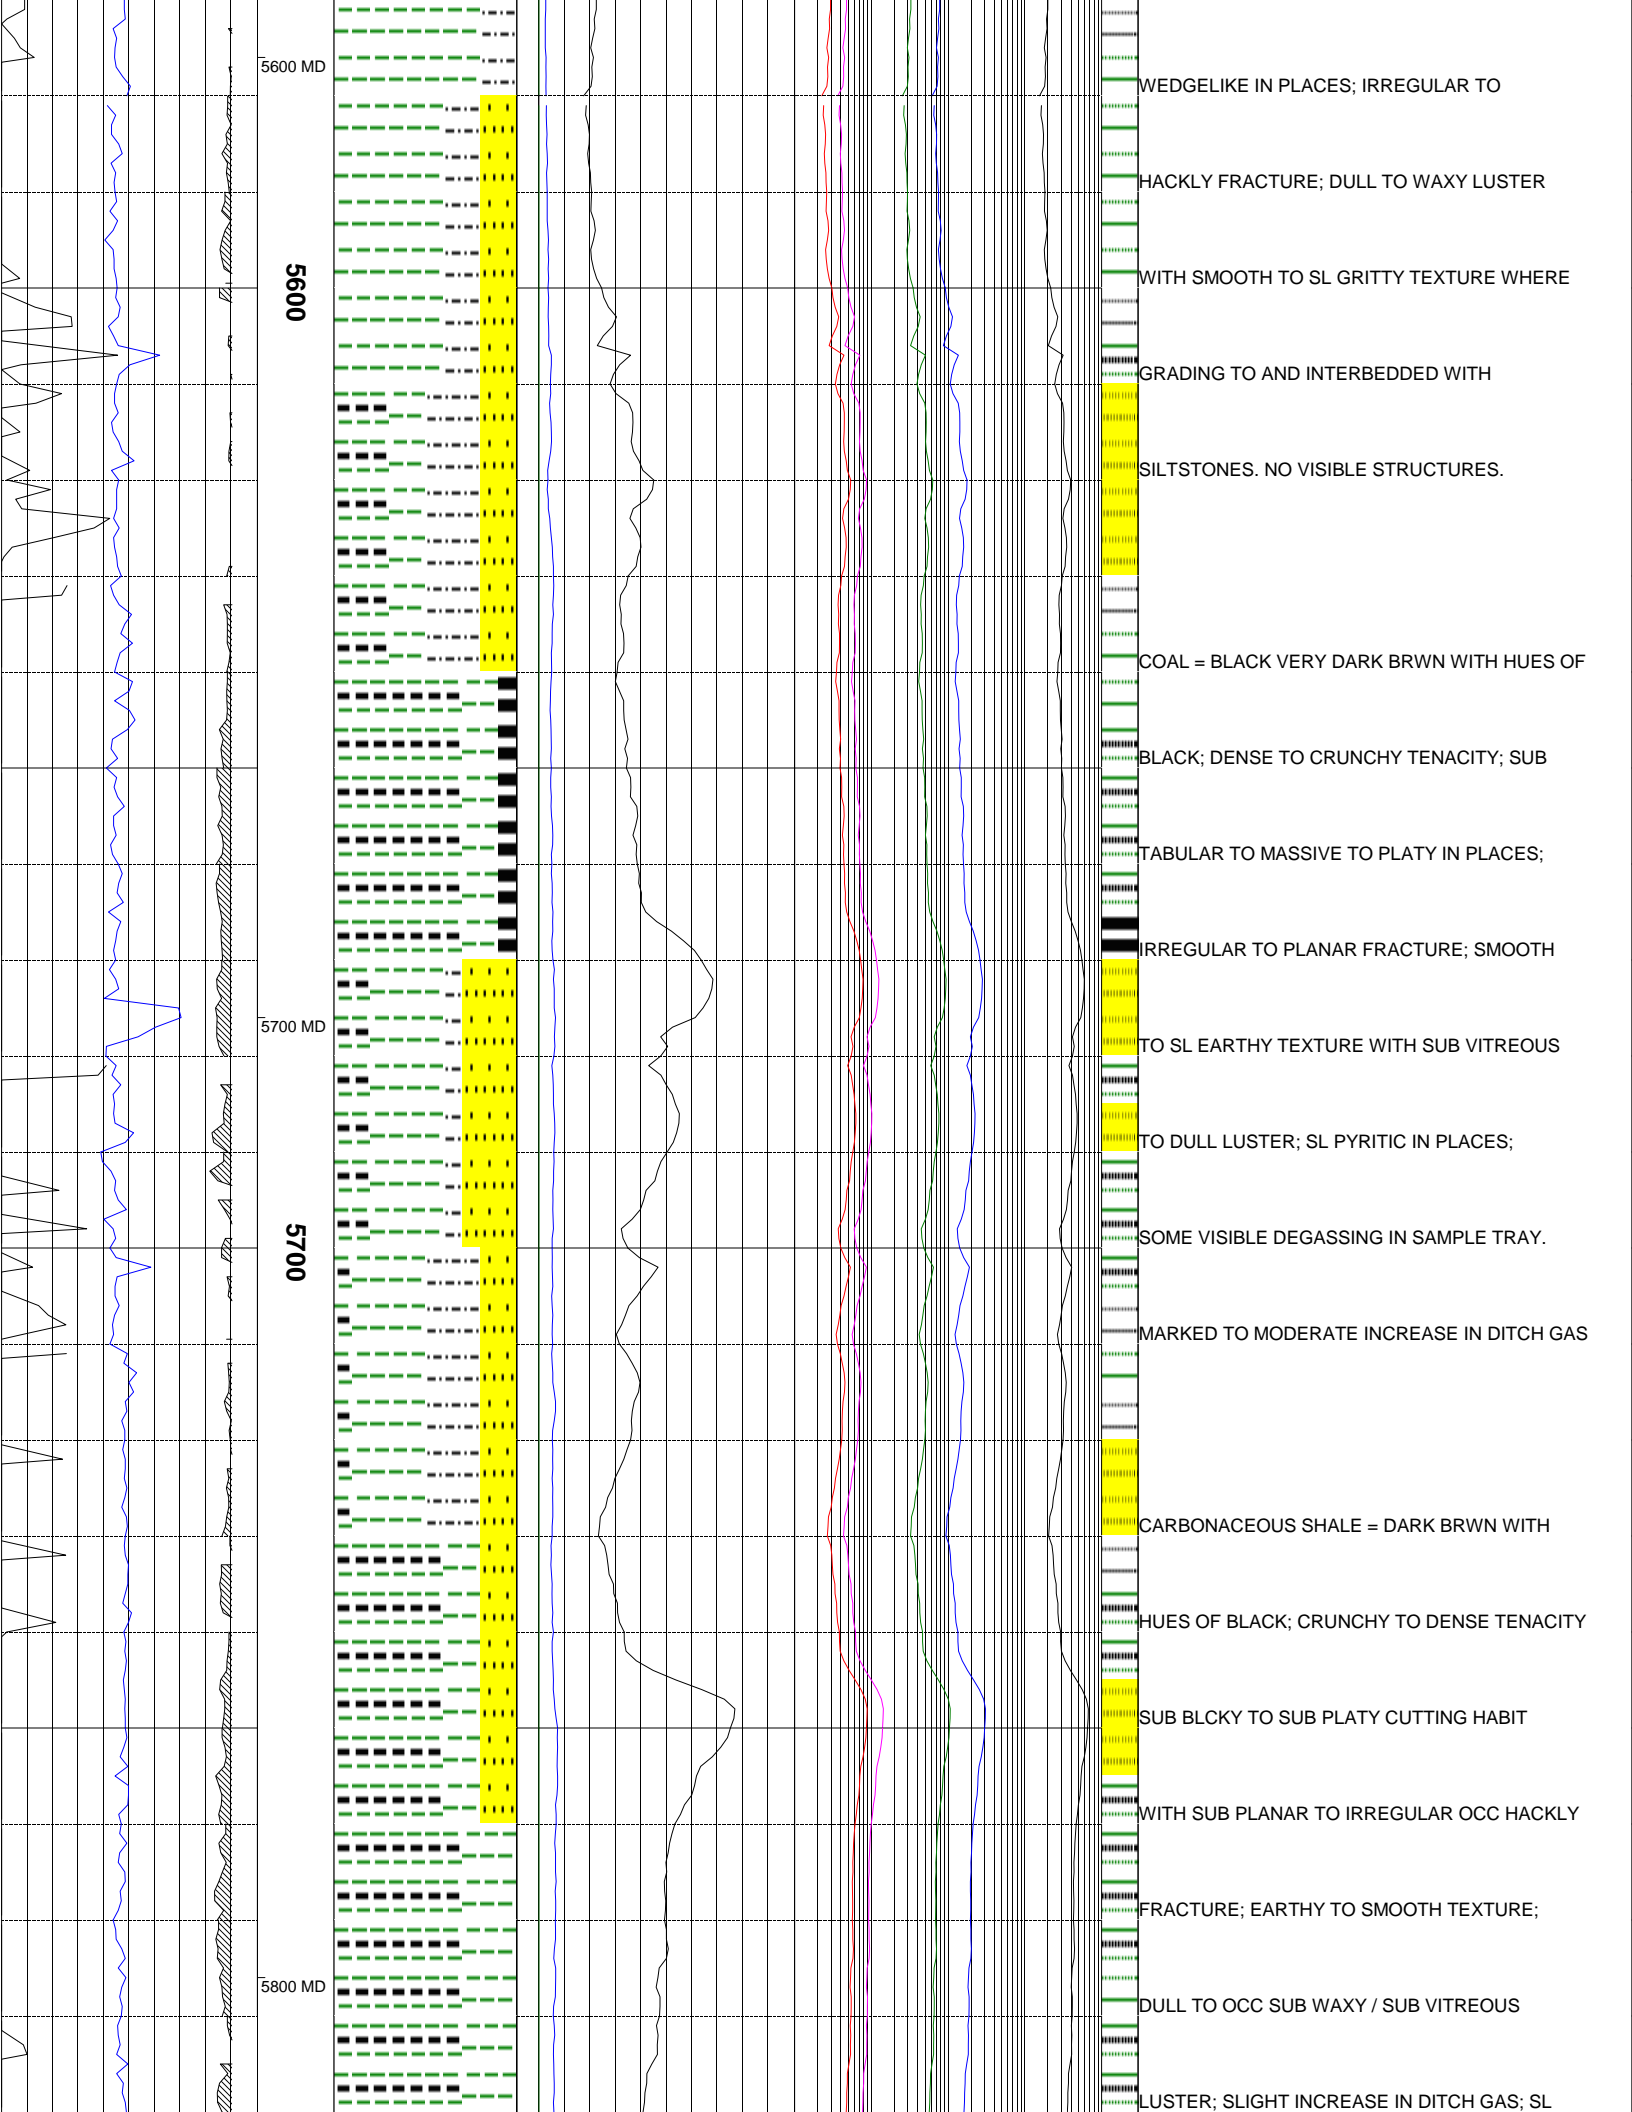 5600 MD
WEDGELIKE IN PLACES; IRREGULAR TO
HACKLY FRACTURE; DULL TO WAXY LUSTER
5600
WITH SMOOTH TO SL GRITTY TEXTURE WHERE
GRADING TO AND INTERBEDDED WITH
SILTSTONES. NO VISIBLE STRUCTURES.
COAL = BLACK VERY DARK BRWN WITH HUES OF
BLACK; DENSE TO CRUNCHY TENACITY; SUB
TABULAR TO MASSIVE TO PLATY IN PLACES;
IRREGULAR TO PLANAR FRACTURE; SMOOTH
5700 MD
TO SL EARTHY TEXTURE WITH SUB VITREOUS
TO DULL LUSTER; SL PYRITIC IN PLACES;
5700
SOME VISIBLE DEGASSING IN SAMPLE TRAY.
MARKED TO MODERATE INCREASE IN DITCH GAS
CARBONACEOUS SHALE = DARK BRWN WITH
HUES OF BLACK; CRUNCHY TO DENSE TENACITY
SUB BLCKY TO SUB PLATY CUTTING HABIT
WITH SUB PLANAR TO IRREGULAR OCC HACKLY
FRACTURE; EARTHY TO SMOOTH TEXTURE;
5800 MD
DULL TO OCC SUB WAXY / SUB VITREOUS
LUSTER; SLIGHT INCREASE IN DITCH GAS; SL